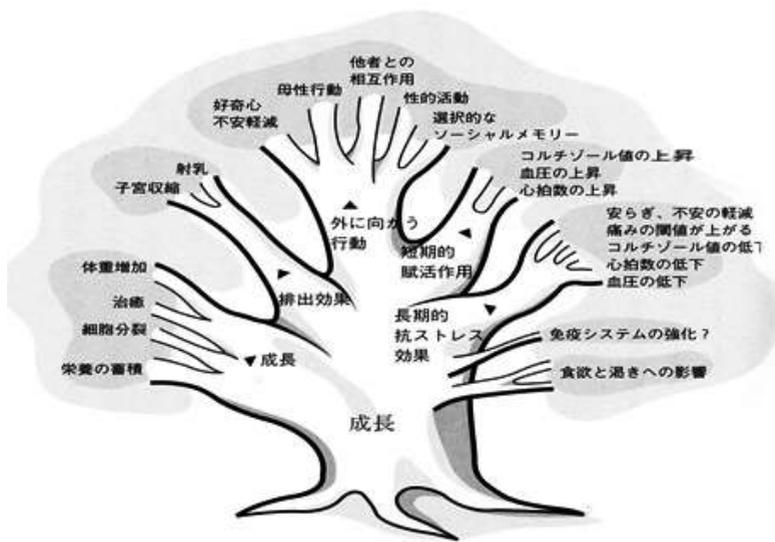 他者との
相互作用
母性行動
性的活動
好奇心
不安軽減
選択的な
ソーシャルメモリー
射乳
子宮収縮
コルチゾール値の上昇
血圧の上昇
心拍数の上昇
安らぎ、不安の軽減
痛みの閾値が上がる
コルチゾール値の低下
心拍数の低下
血圧の低下
外に向かう
行動
短期的
賦活作用
体重増加
治癒
細胞分裂
栄養の蓄積
排出効果
長期的
抗ストレス
効果
成長
免疫システムの強化？
食欲と渇きへの影響
成長